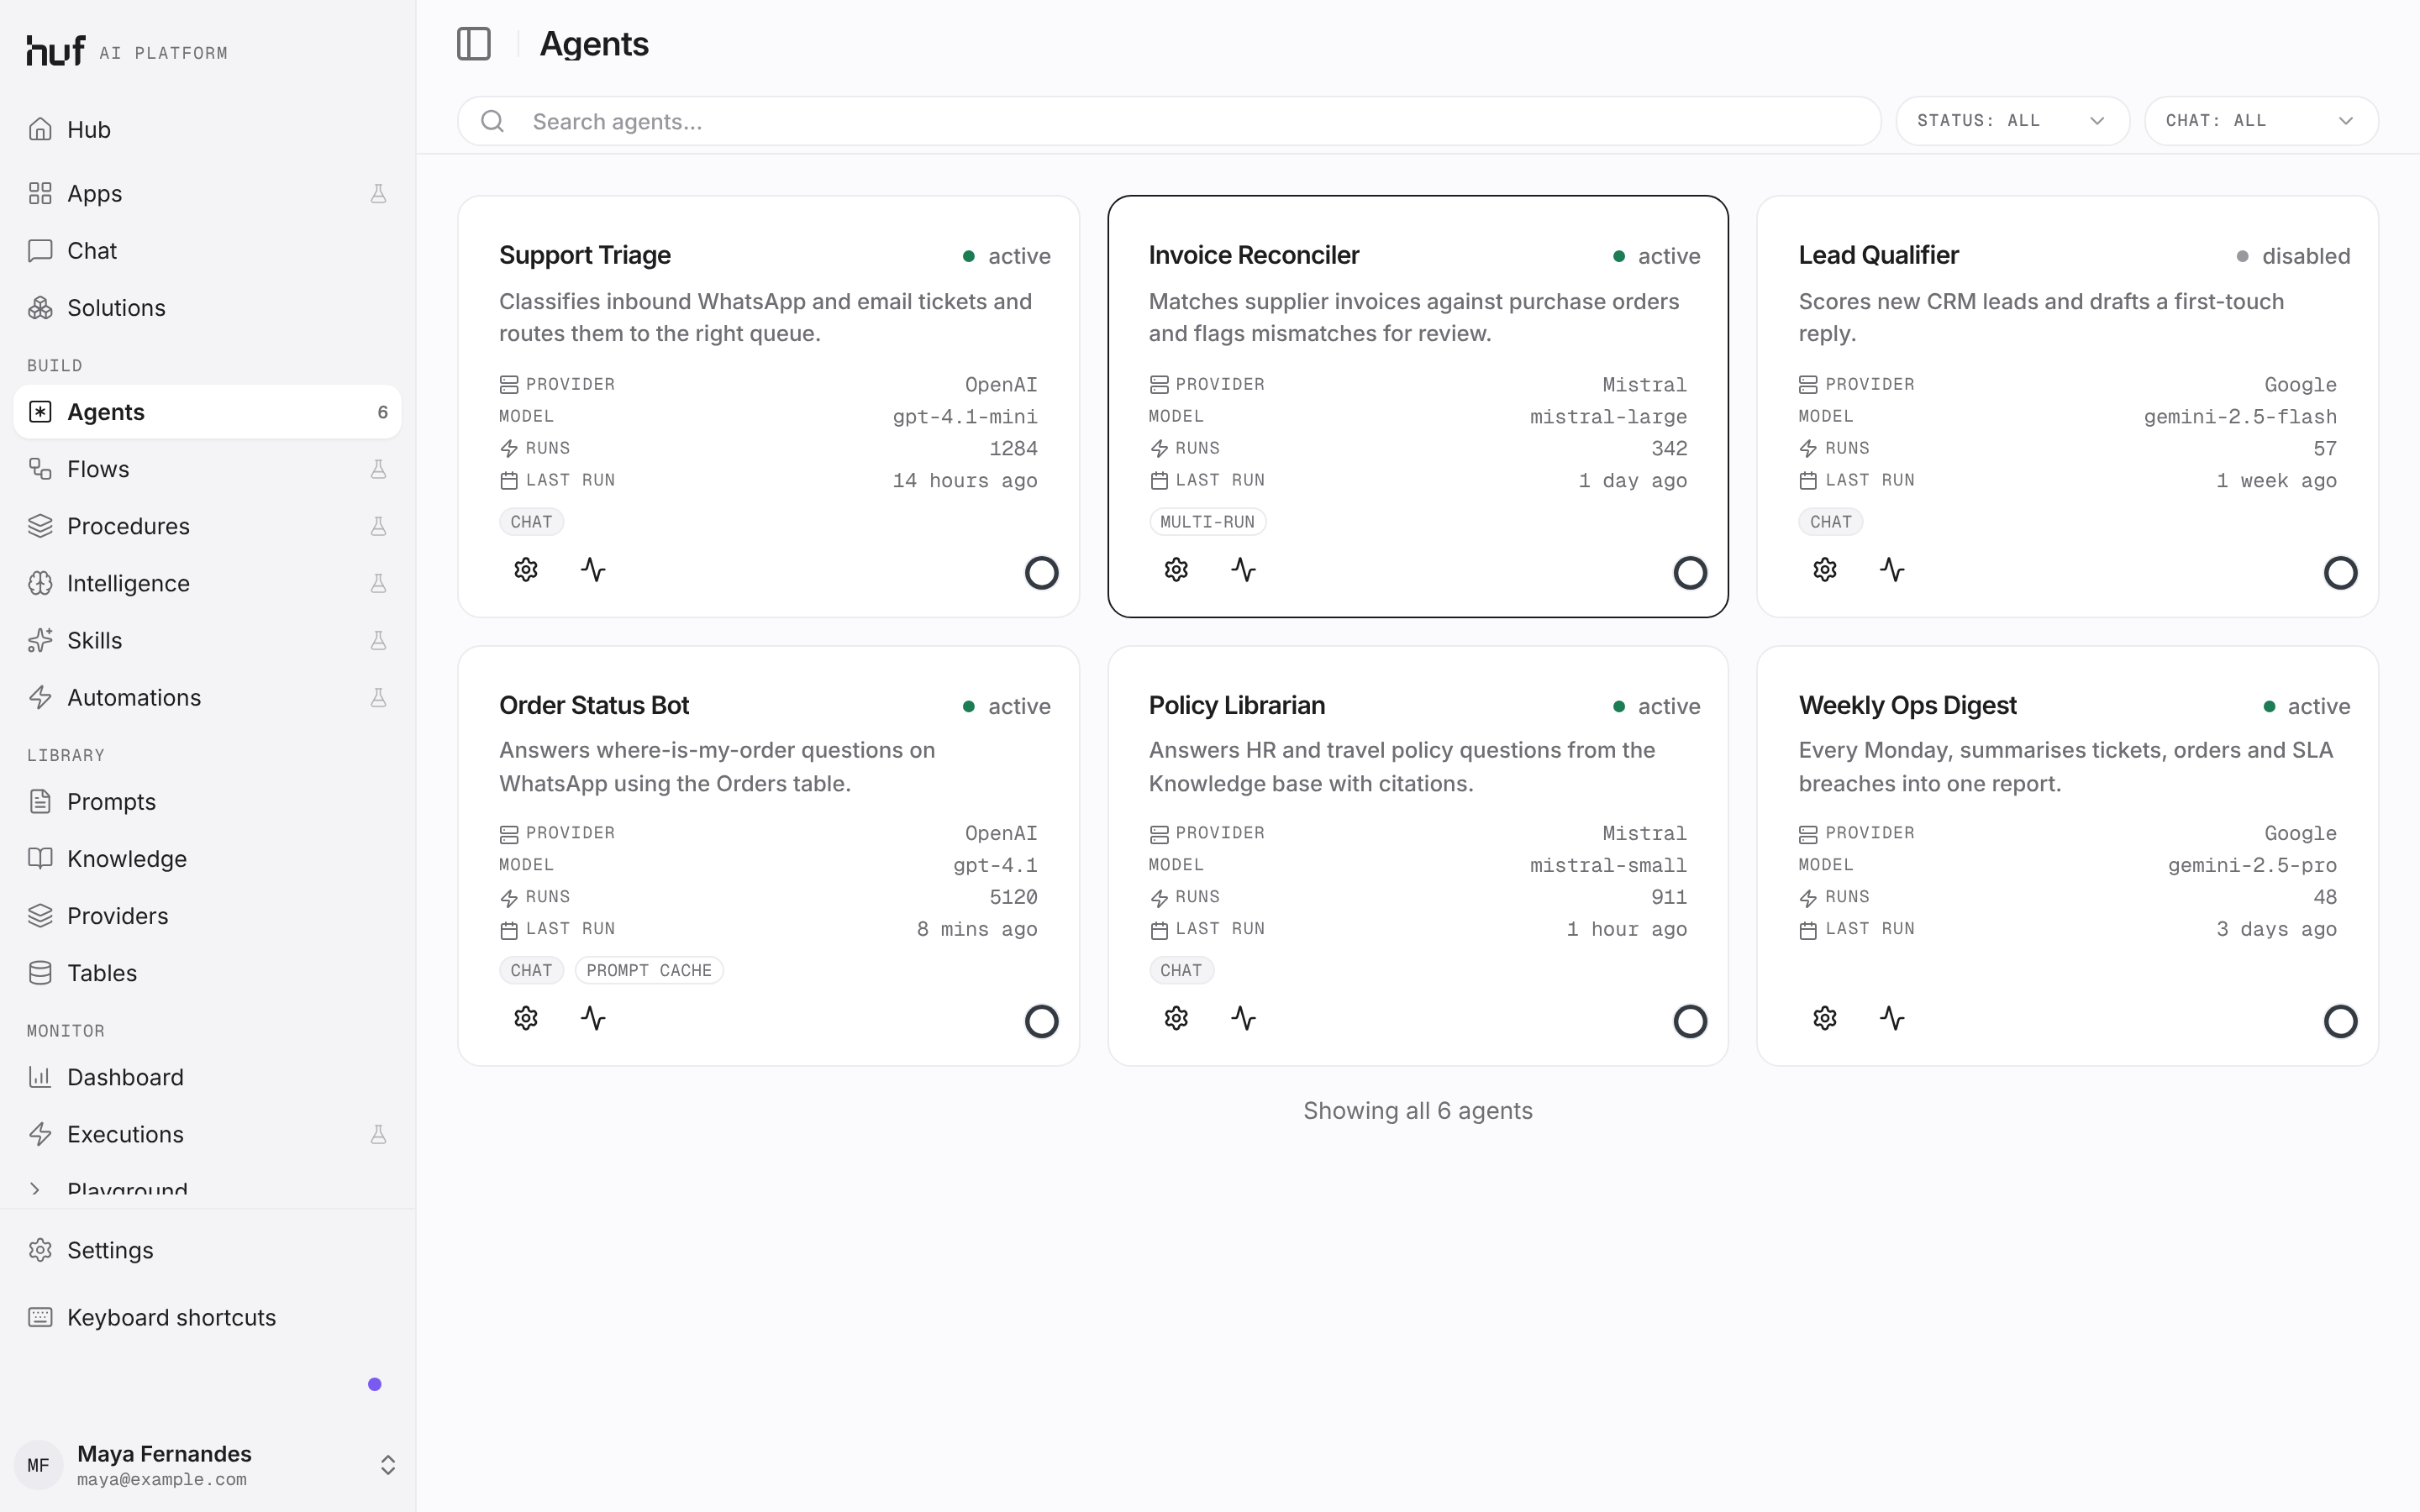 huf AI PLATFORM
Hub
Apps
Chat
Solutions
BUILD
Agents 6
Flows
Procedures
Intelligence
Skills
Automations
LIBRARY
Prompts
Knowledge
Providers
Tables
MONITOR
Dashboard
Executions
Playground
Settings
Keyboard shortcuts
MF
Maya Fernandes
maya@example.com
Agents
Search agents...
STATUS: ALL
CHAT: ALL
Support Triage
active
Classifies inbound WhatsApp and email tickets and
routes them to the right queue.
PROVIDER OpenAI
MODEL gpt-4.1-mini
RUNS 1284
LAST RUN 14 hours ago
CHAT
Invoice Reconciler
active
Matches supplier invoices against purchase orders
and flags mismatches for review.
PROVIDER Mistral
MODEL mistral-large
RUNS 342
LAST RUN 1 day ago
MULTI-RUN
Lead Qualifier
disabled
Scores new CRM leads and drafts a first-touch
reply.
PROVIDER Google
MODEL gemini-2.5-flash
RUNS 57
LAST RUN 1 week ago
CHAT
Order Status Bot
active
Answers where-is-my-order questions on
WhatsApp using the Orders table.
PROVIDER OpenAI
MODEL gpt-4.1
RUNS 5120
LAST RUN 8 mins ago
CHAT PROMPT CACHE
Policy Librarian
active
Answers HR and travel policy questions from the
Knowledge base with citations.
PROVIDER Mistral
MODEL mistral-small
RUNS 911
LAST RUN 1 hour ago
CHAT
Weekly Ops Digest
active
Every Monday, summarises tickets, orders and SLA
breaches into one report.
PROVIDER Google
MODEL gemini-2.5-pro
RUNS 48
LAST RUN 3 days ago
Showing all 6 agents